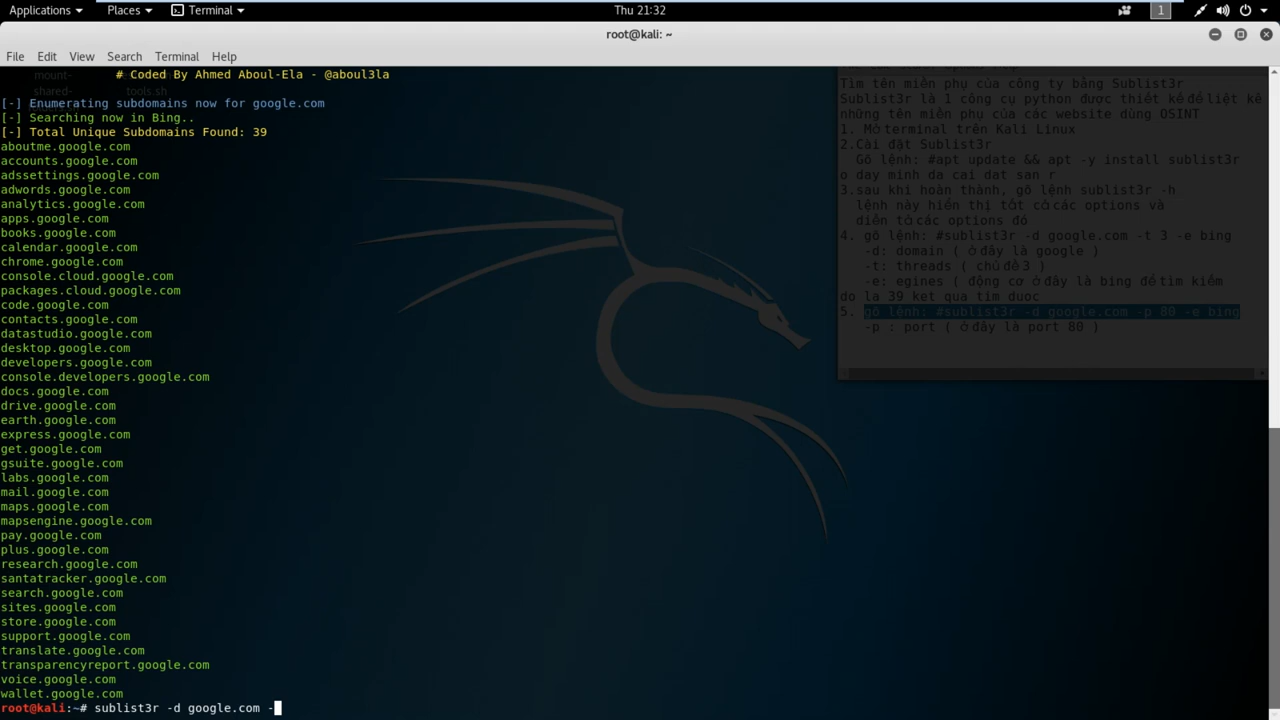 Applications
Places
Terminal
Thu 21:32
1
root@kali: ~
File Edit View Search Terminal Help
mount-
shared-
tools.sh
# Coded By Ahmed Aboul-Ela - @aboul3la
[-] Enumerating subdomains now for google.com
[-] Searching now in Bing..
[-] Total Unique Subdomains Found: 39
aboutme.google.com
accounts.google.com
adssettings.google.com
adwords.google.com
analytics.google.com
apps.google.com
books.google.com
calendar.google.com
chrome.google.com
console.cloud.google.com
packages.cloud.google.com
code.google.com
contacts.google.com
datastudio.google.com
desktop.google.com
developers.google.com
console.developers.google.com
docs.google.com
drive.google.com
earth.google.com
express.google.com
get.google.com
gsuite.google.com
labs.google.com
mail.google.com
maps.google.com
mapsengine.google.com
pay.google.com
plus.google.com
research.google.com
santatracker.google.com
search.google.com
sites.google.com
store.google.com
support.google.com
translate.google.com
transparencyreport.google.com
voice.google.com
wallet.google.com
root@kali:~# sublist3r -d google.com -
Tìm tên miền phụ của công ty bằng Sublist3r
Sublist3r là 1 công cụ python được thiết kế để liệt kê
những tên miền phụ của các website dùng OSINT
1. Mở terminal trên Kali Linux
2.Cài đặt Sublist3r
Gõ lệnh: #apt update && apt -y install sublist3r
o day minh da cai dat san r
3.sau khi hoàn thành, gõ lệnh sublist3r -h
lệnh này hiển thị tất cả các options và
diễn tả các options đó
4. gõ lệnh: #sublist3r -d google.com -t 3 -e bing
-d: domain ( ở đây là google )
-t: threads ( chủ đề 3 )
-e: egines ( động cơ ở đây là bing để tìm kiếm
do la 39 ket qua tim duoc
5. gõ lệnh: #sublist3r -d google.com -p 80 -e bing
-p : port ( ở đây là port 80 )